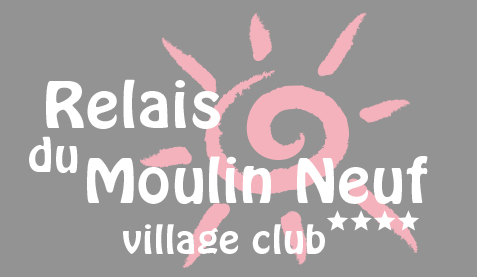 Relais
du
Moulin Neuf
village club ★★★★